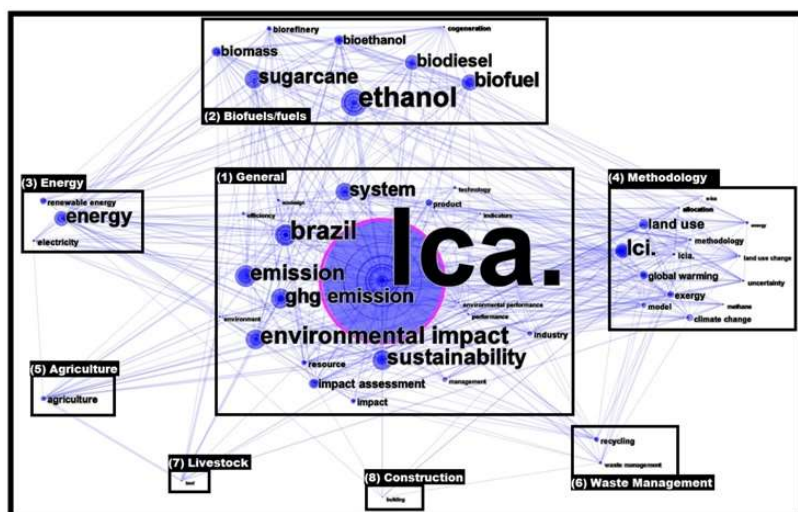 biorefinery
cogeneration
biomass
bioethanol
biodiesel
sugarcane
biofuel
ethanol
(2) Biofuels/fuels
(3) Energy
renewable energy
energy
electricity
(1) General
system
technology
ecodesign
product
efficiency
indicators
brazil
lca.
emission
ghg emission
environmental performance
performance
environment
environmental impact
industry
sustainability
resource
impact assessment
management
impact
(4) Methodology
allocation
land use
emergy
lci.
methodology
lcia.
land use change
global warming
uncertainty
exergy
model
methane
climate change
(5) Agriculture
agriculture
(7) Livestock
beef
(8) Construction
building
recycling
waste management
(6) Waste Management